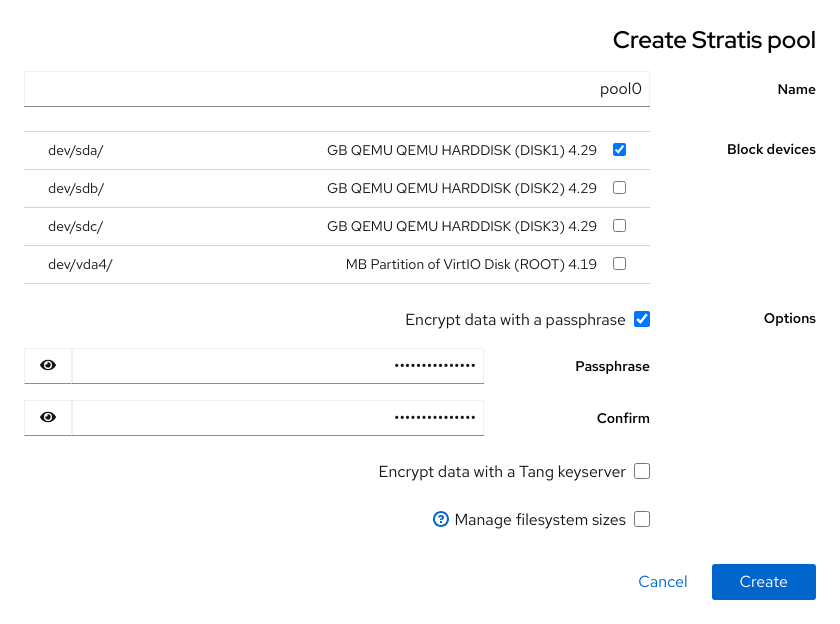 Create Stratis pool
Name
pool0
Block devices
GB QEMU QEMU HARDDISK (DISK1) 4.29
dev/sda/
GB QEMU QEMU HARDDISK (DISK2) 4.29
dev/sdb/
GB QEMU QEMU HARDDISK (DISK3) 4.29
dev/sdc/
MB Partition of VirtIO Disk (ROOT) 4.19
dev/vda4/
Options
Encrypt data with a passphrase
Passphrase
•••••••••••••••
Confirm
•••••••••••••••
Encrypt data with a Tang keyserver
Manage filesystem sizes
Create
Cancel